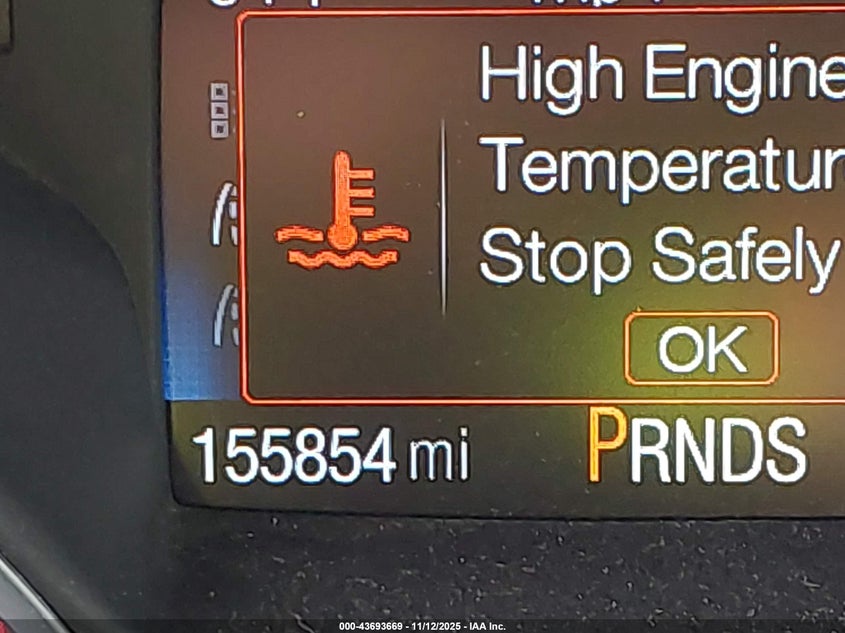 High Engine
Temperatur
Stop Safely
OK
155854 mi
PRNDS
000-43693669 - 11/12/2025 - IAA Inc.